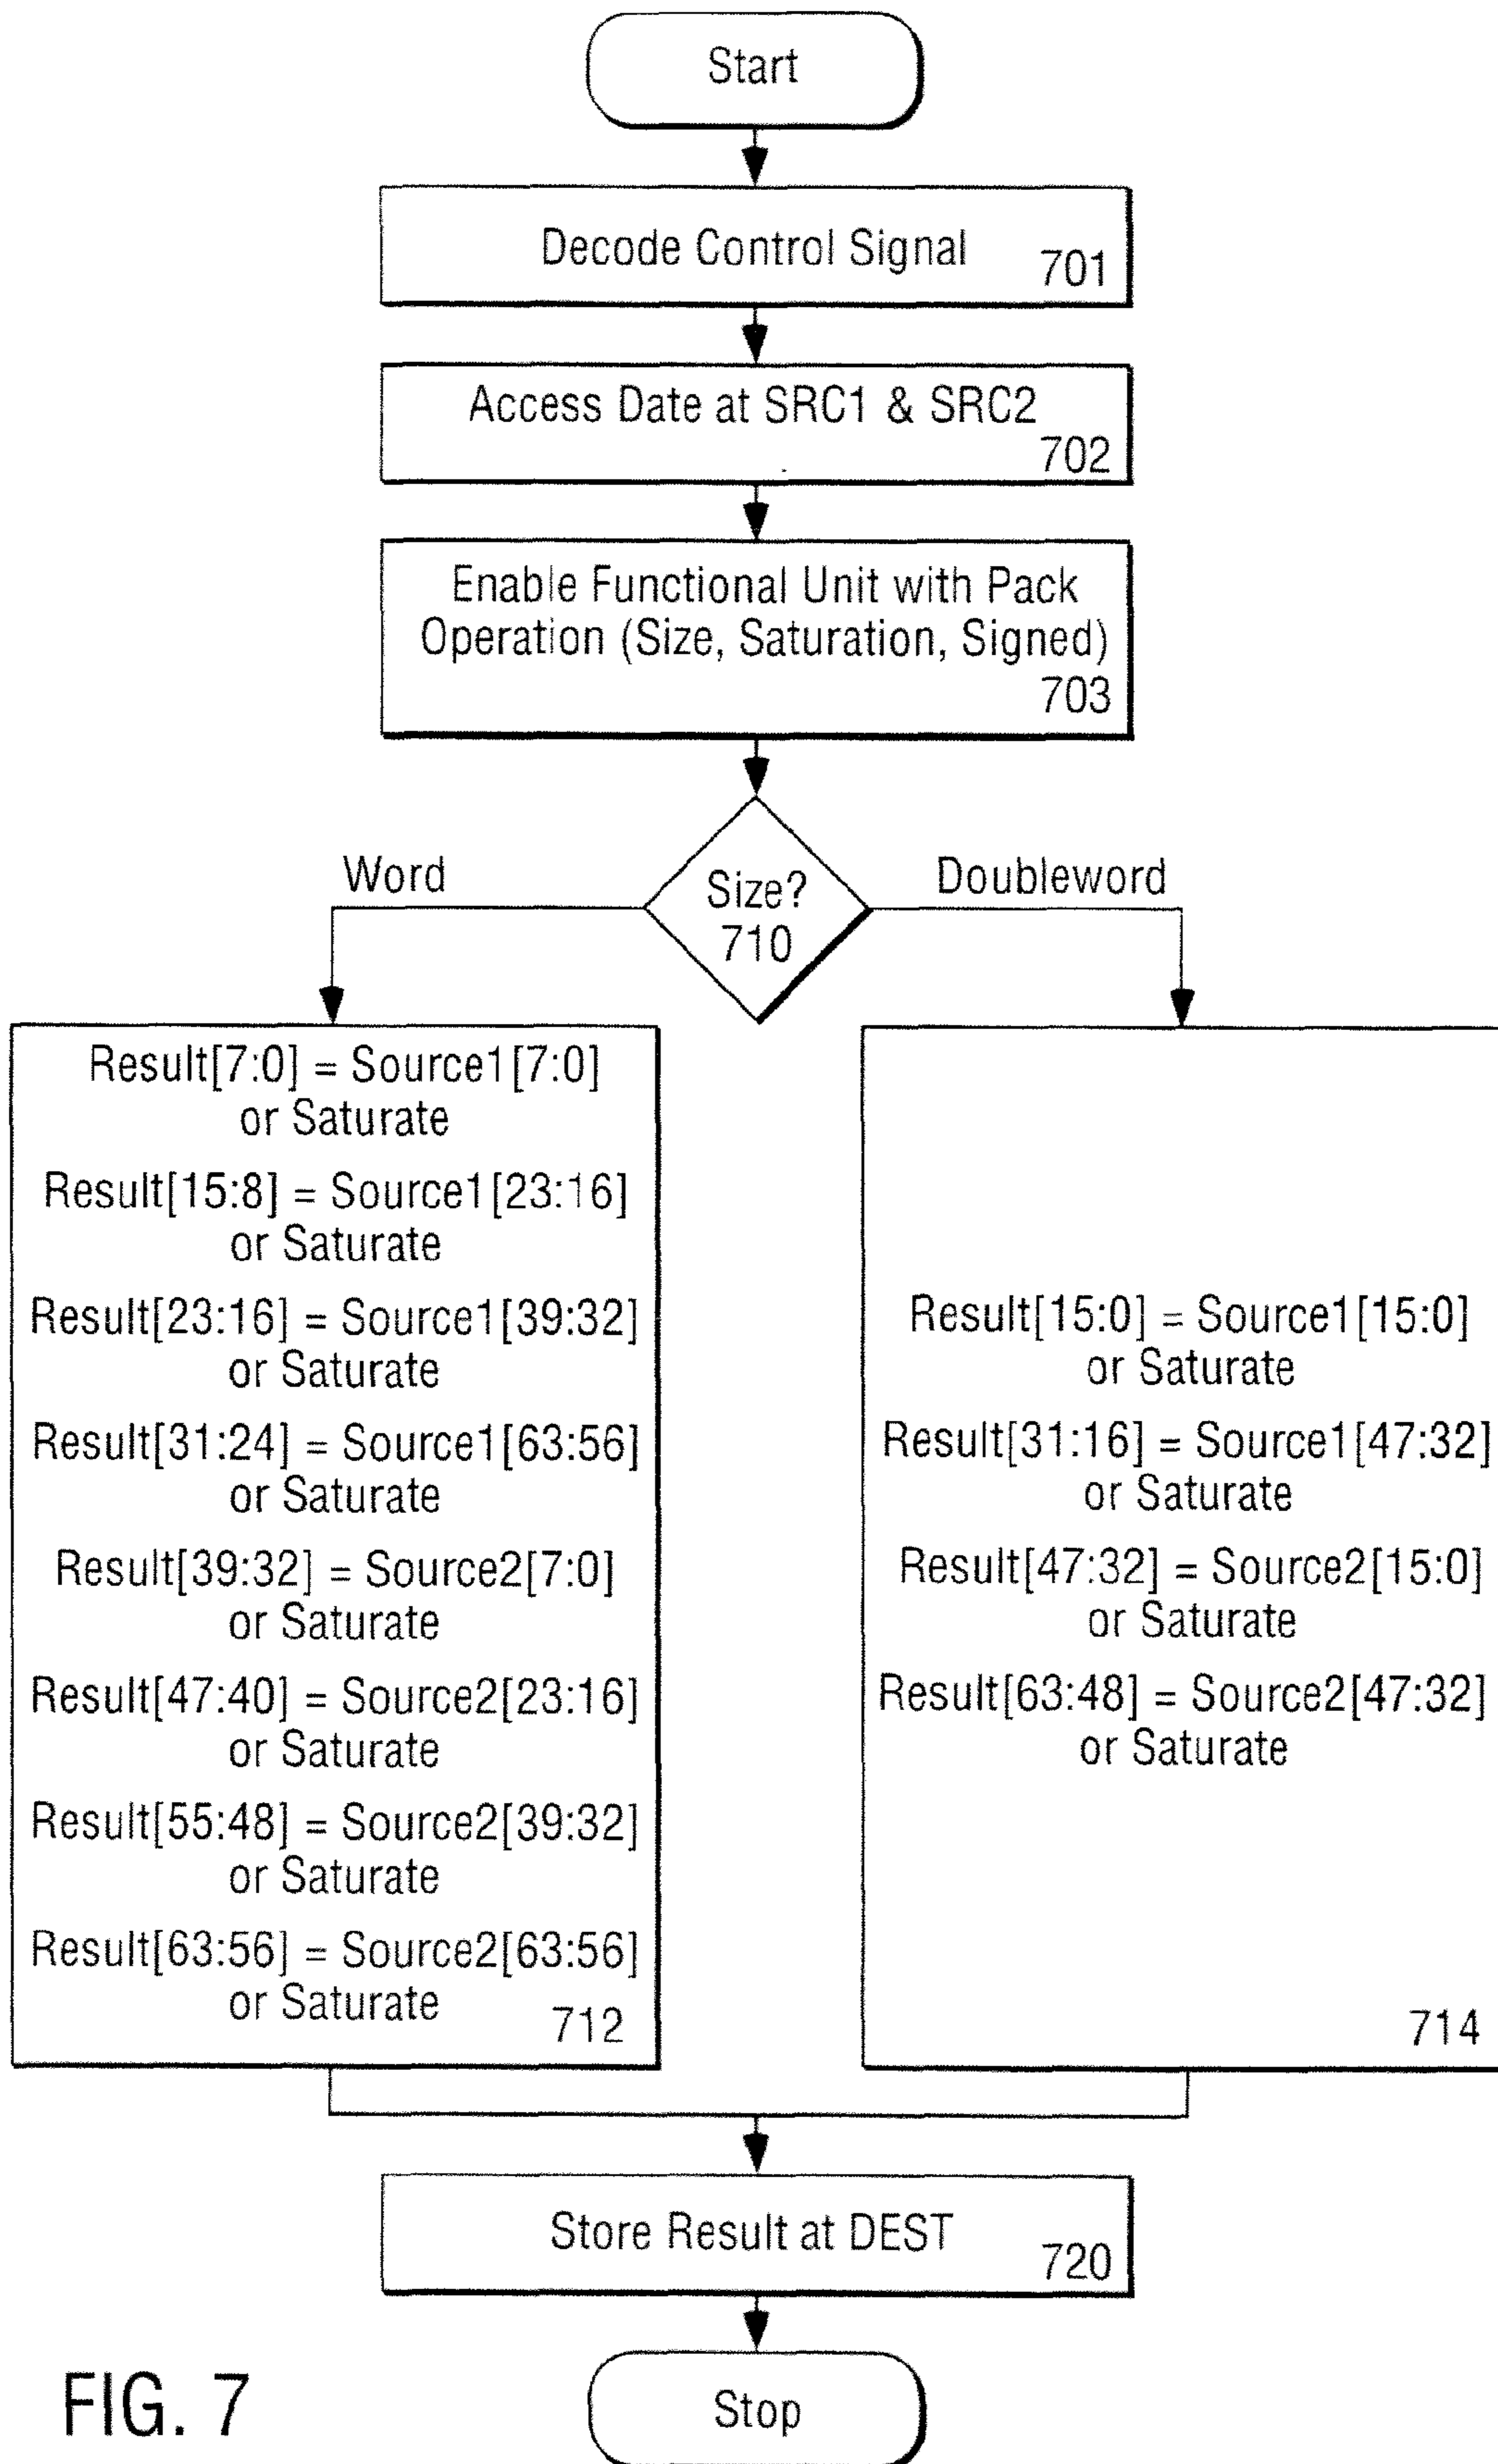 Start
Decode Control Signal
701
Access Date at SRC1 & SRC2
702
Enable Functional Unit with Pack
Operation (Size, Saturation, Signed)
703
Size?
710
Word
Doubleword
Result[7:0] = Source1[7:0]
or Saturate
Result[15:8] = Source1[23:16]
or Saturate
Result[23:16] = Source1[39:32]
or Saturate
Result[31:24] = Source1[63:56]
or Saturate
Result[39:32] = Source2[7:0]
or Saturate
Result[47:40] = Source2[23:16]
or Saturate
Result[55:48] = Source2[39:32]
or Saturate
Result[63:56] = Source2[63:56]
or Saturate
712
Result[15:0] = Source1[15:0]
or Saturate
Result[31:16] = Source1[47:32]
or Saturate
Result[47:32] = Source2[15:0]
or Saturate
Result[63:48] = Source2[47:32]
or Saturate
714
Store Result at DEST
720
Stop
FIG. 7